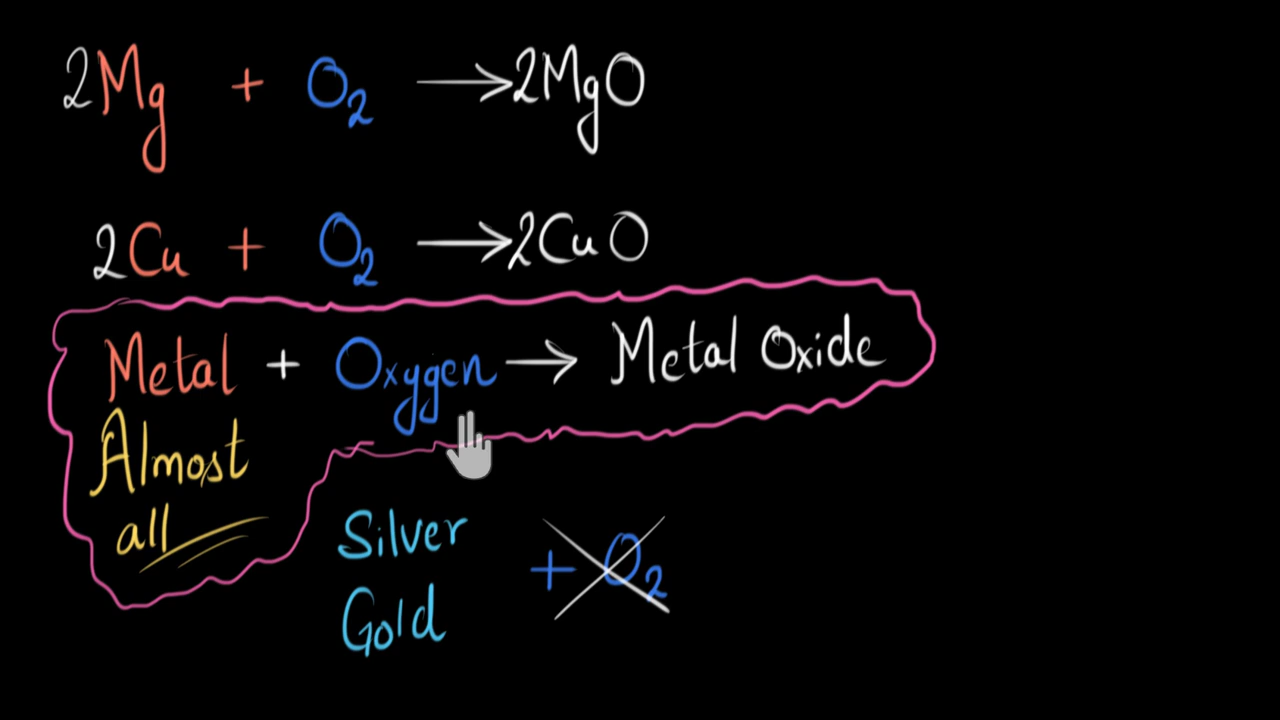 2Mg + O₂ → 2MgO
2Cu + O₂ → 2CuO
Metal + Oxygen → Metal Oxide
Almost
all
Silver + O₂
Gold